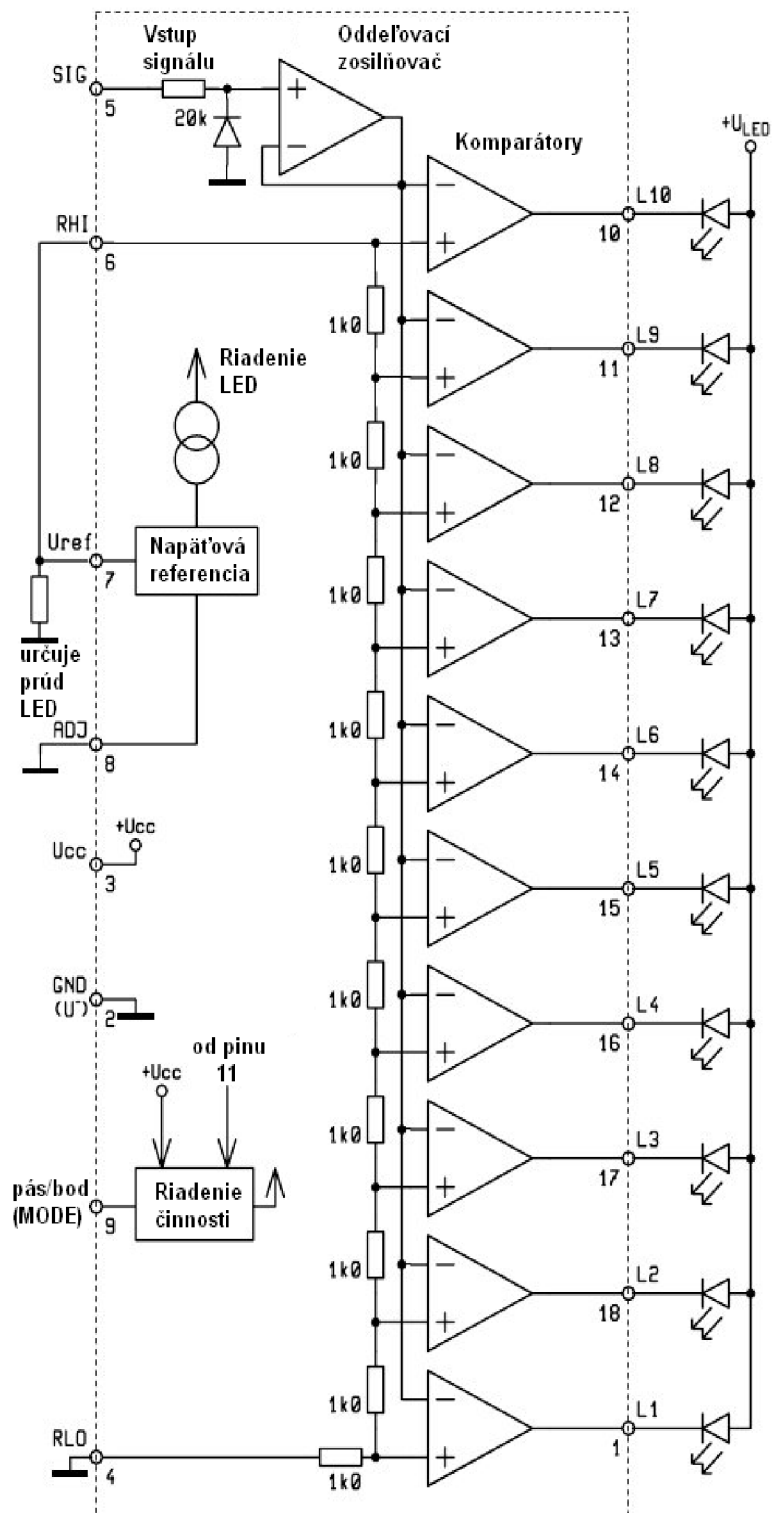 Vstup
signálu
Oddeľovací
zosilňovač
SIG
5
20k
+
−
Komparátory
+U LED
−
+
L10
10
RHI
6
1k0
−
+
L9
11
Riadenie
LED
1k0
−
+
L8
12
Uref
7
Napäťová
referencia
1k0
−
+
L7
13
určuje
prúd
LED
ADJ
8
1k0
−
+
L6
14
Ucc
3
+Ucc
1k0
−
+
L5
15
GND
(U⁻)
2
1k0
−
+
L4
16
od pinu
11
+Ucc
1k0
−
+
L3
17
pás/bod
(MODE)
9
Riadenie
činnosti
1k0
−
+
L2
18
1k0
−
+
L1
1
RLO
4
1k0